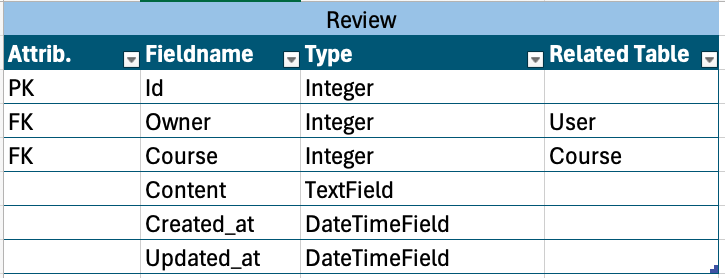 Review
Attrib. Fieldname Type Related Table
PK Id Integer
FK Owner Integer User
FK Course Integer Course
Content TextField
Created_at DateTimeField
Updated_at DateTimeField